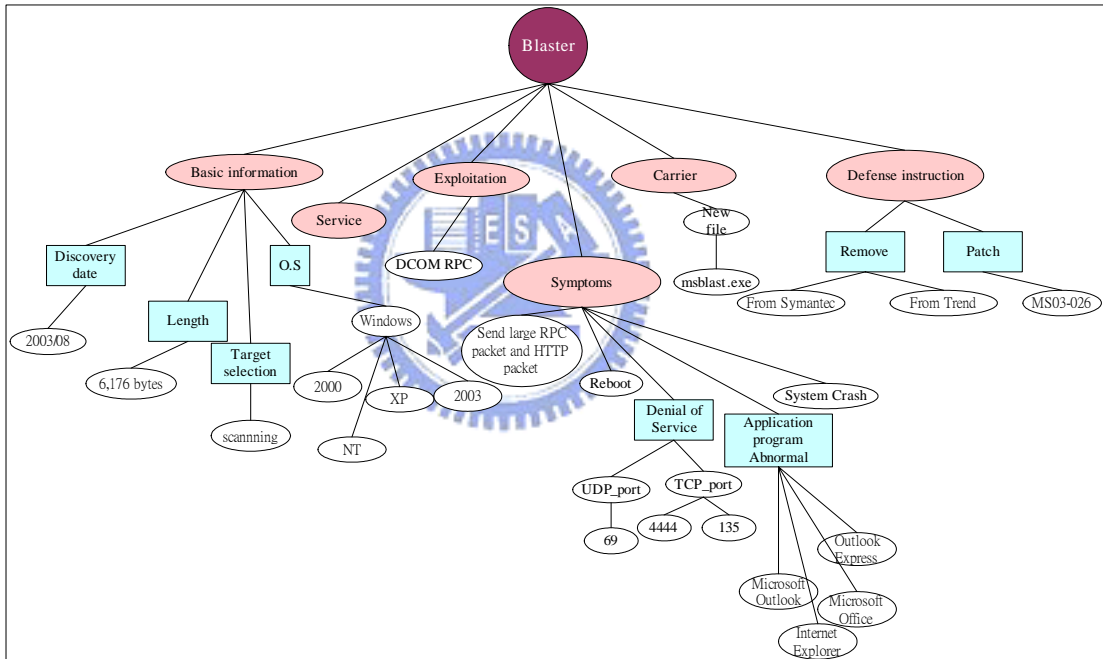 Blaster
Basic information
Exploitation
Carrier
Defense instruction
Service
New
file
Discovery
date
O.S
DCOM RPC
Symptoms
msblast.exe
Remove
Patch
From Symantec
From Trend
MS03-026
2003/08
Length
Windows
Send large RPC
packet and HTTP
packet
Target
selection
6,176 bytes
2000
XP
2003
Reboot
System Crash
scannning
NT
Denial of
Service
Application
program
Abnormal
UDP_port
TCP_port
69
4444
135
Outlook
Express
Microsoft
Outlook
Microsoft
Office
Internet
Explorer
E S A